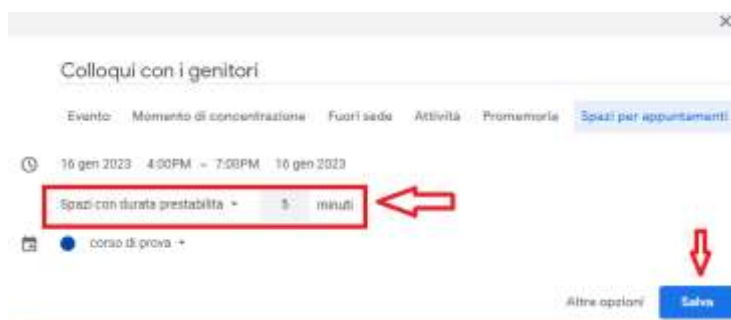 Colloqui con i genitori
Evento Momento di concentrazione Fuori sede Attività Promemoria Spazi per appuntamenti
16 gen 2023 4:00PM – 7:00PM 16 gen 2023
Spazi con durata prestabilita 5 minuti
corso di prova
Altre opzioni Salva